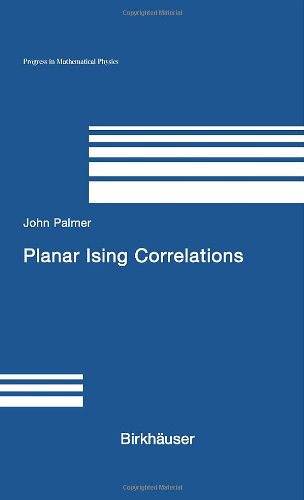 Progress in Mathematical Physics
John Palmer
Planar Ising Correlations
Birkhäuser